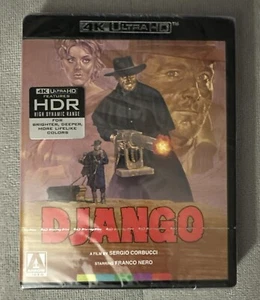 4K ULTRA HD
4K ULTRA HD
FEATURES
HDR
HIGH DYNAMIC RANGE
FOR
BRIGHTER, DEEPER,
MORE LIFELIKE
COLORS
DJANGO
A FILM BY SERGIO CORBUCCI
STARRING FRANCO NERO
ARROW